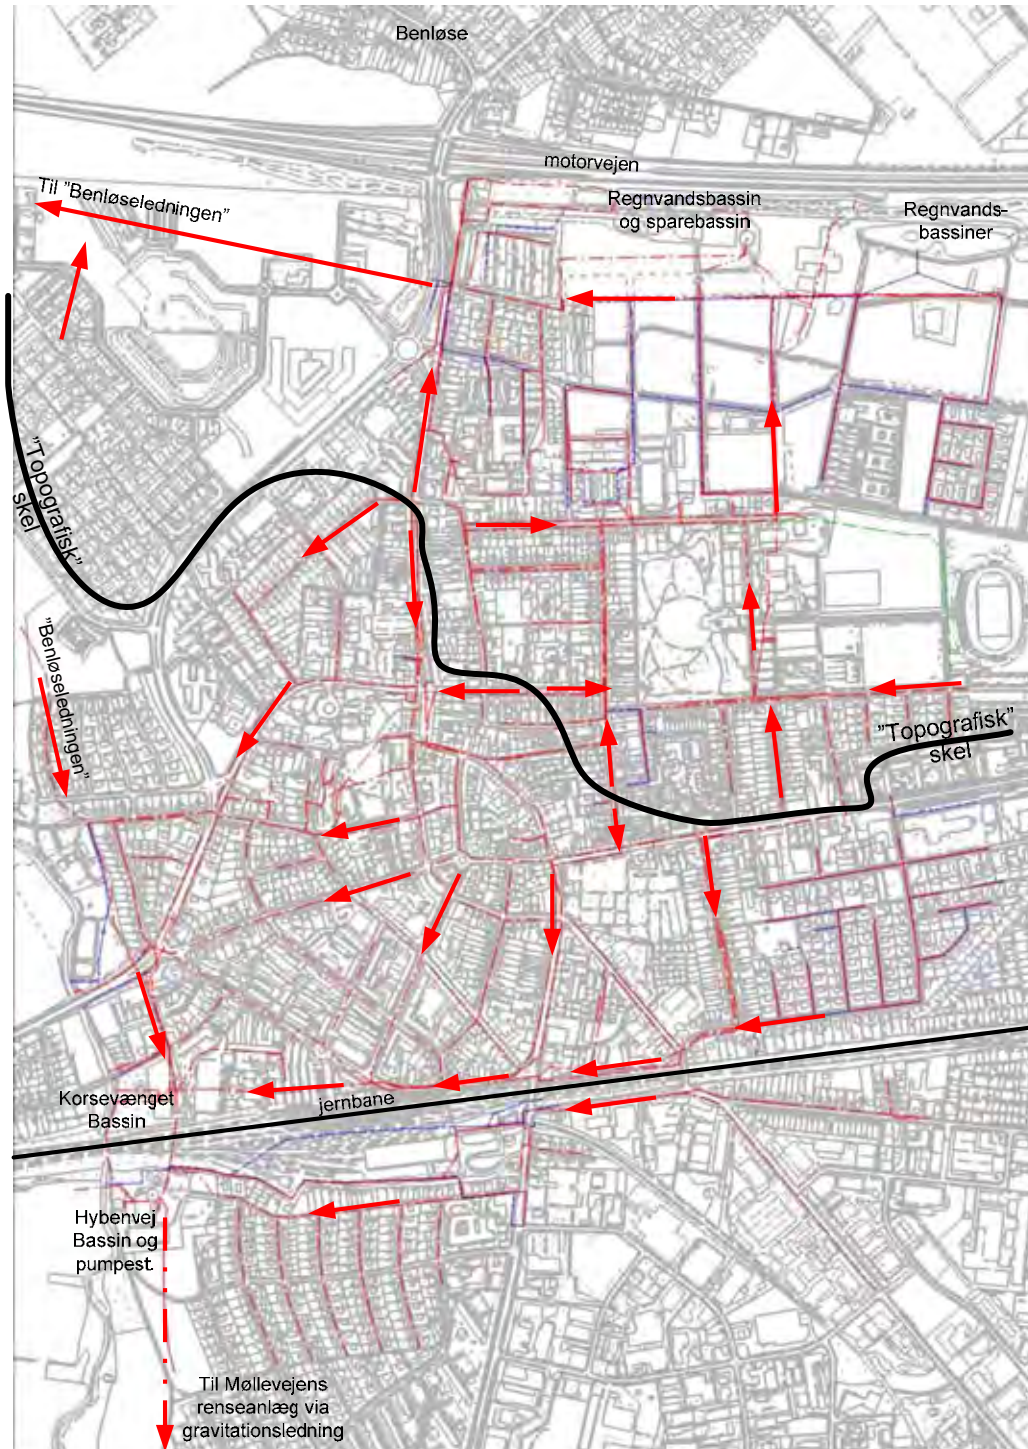 Benløse
motorvejen
Til "Benløseledningen"
Regnvandsbassin
og sparebassin
Regnvands-
bassiner
"Topografisk"
skel
"Benløseledningen"
"Topografisk"
skel
Korsevænget
Bassin
jernbane
Hybenvej
Bassin og
pumpest.
Til Møllevejens
renseanlæg via
gravitationsledning